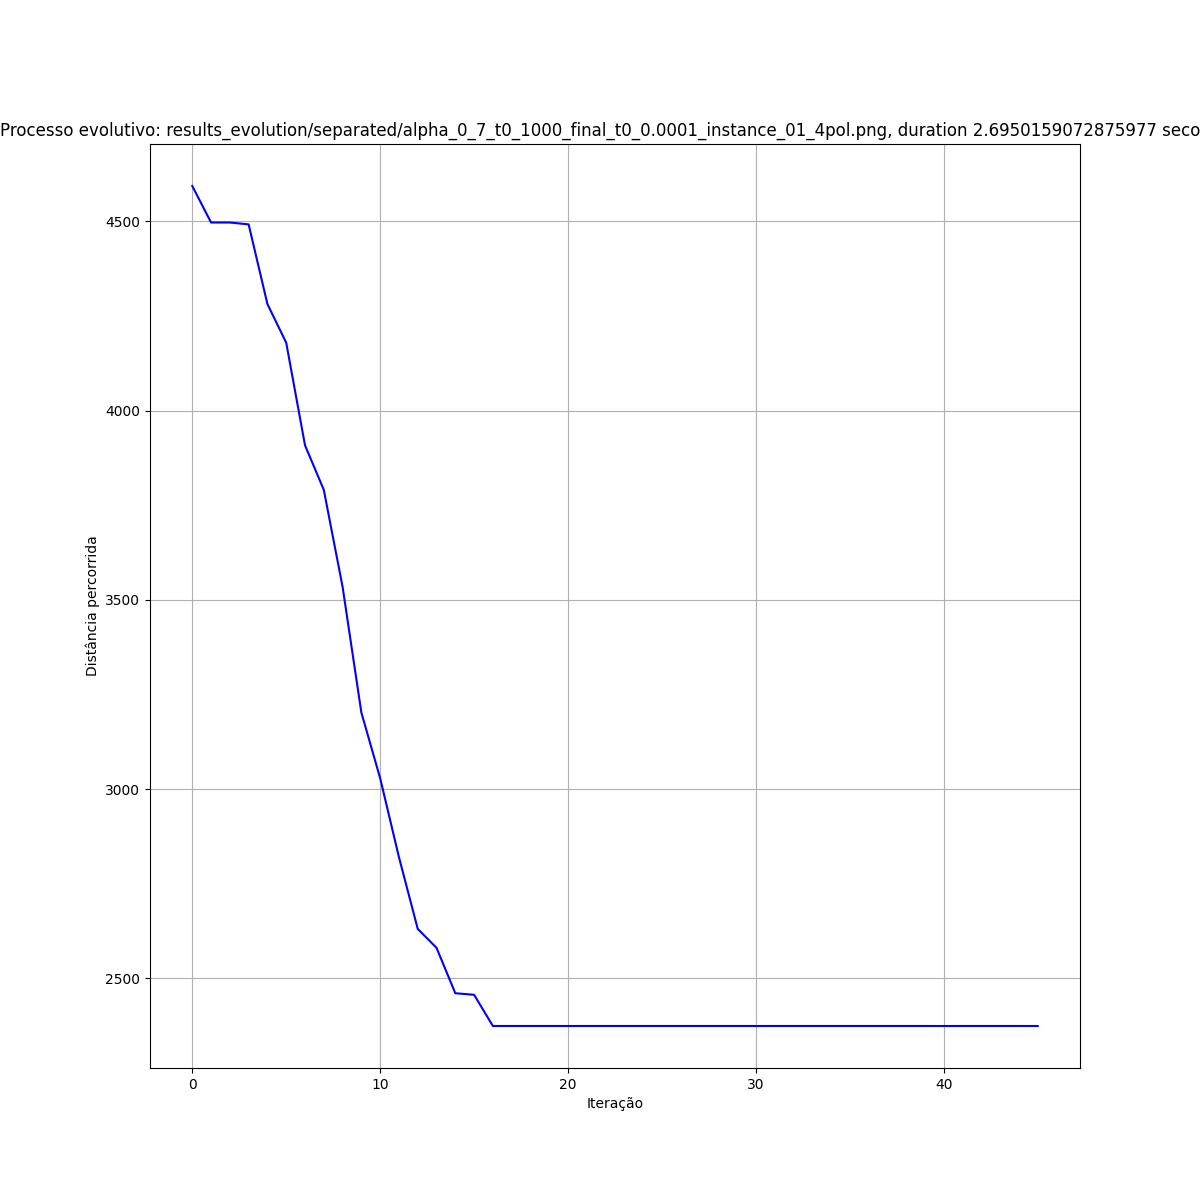 Processo evolutivo: results_evolution/separated/alpha_0_7_t0_1000_final_t0_0.0001_instance_01_4pol.png, duration 2.6950159072875977 seco
4500
4000
3500
3000
2500
Distância percorrida
0 10 20 30 40
Iteração